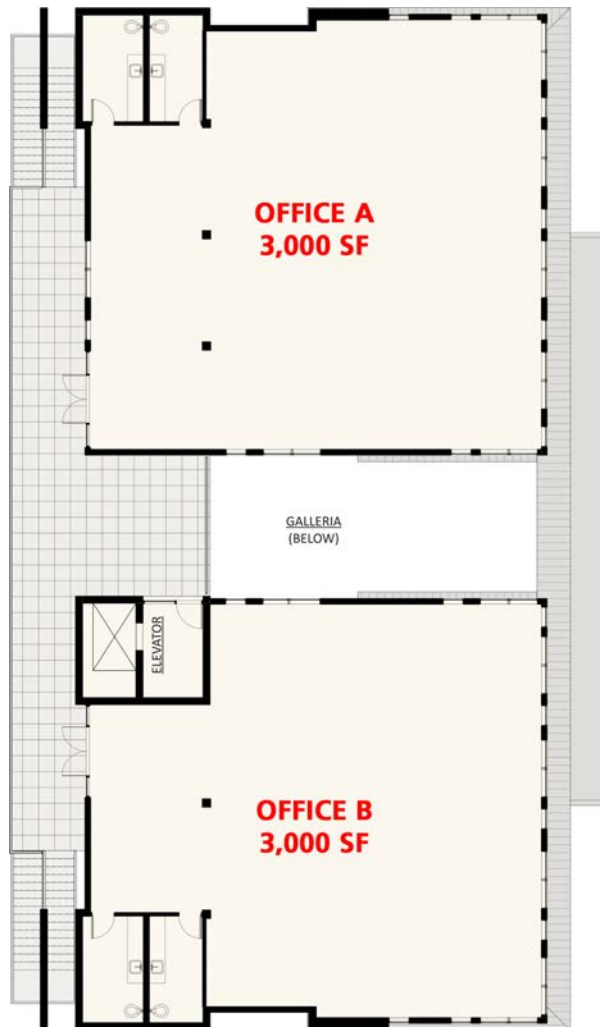 OFFICE A
3,000 SF
GALLERIA
(BELOW)
ELEVATOR
OFFICE B
3,000 SF